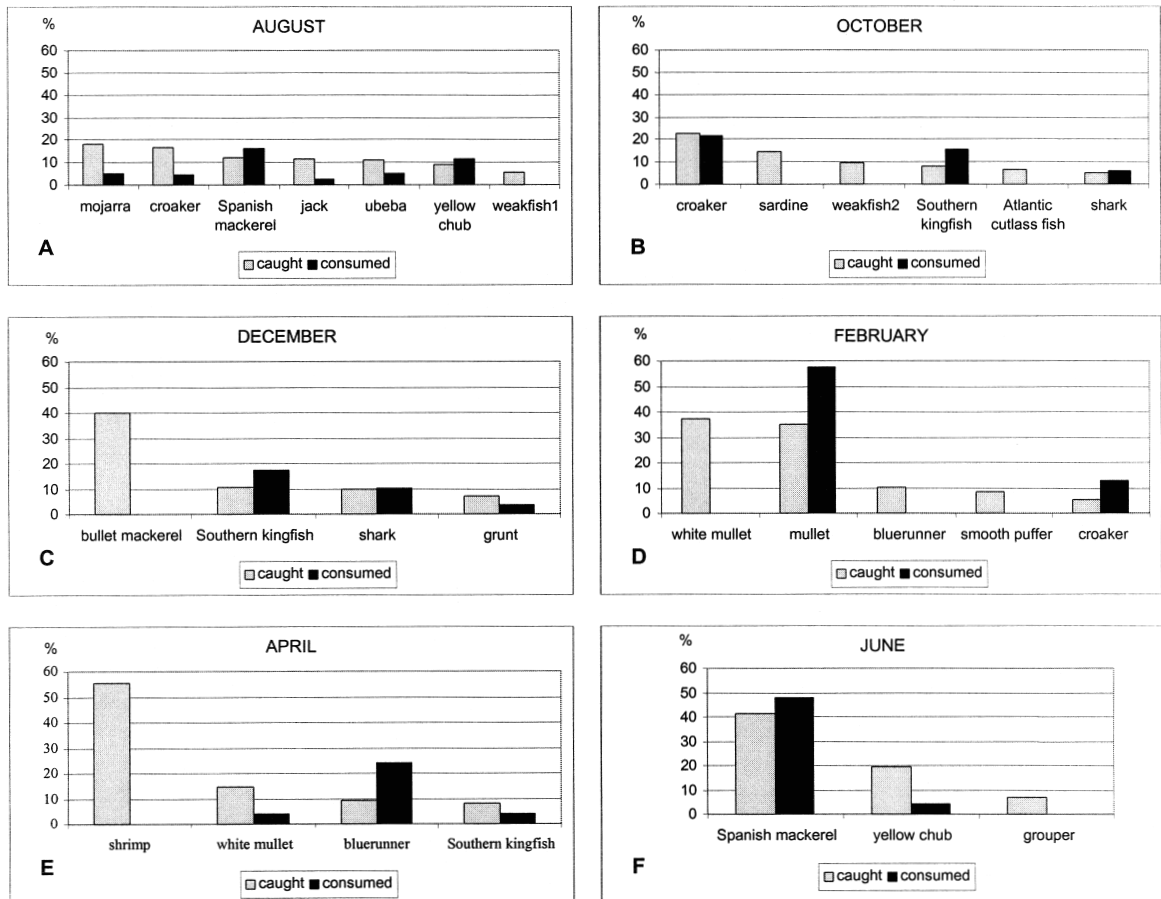 %
AUGUST
60
50
40
30
20
10
0
mojarra croaker Spanish mackerel jack ubeba yellow chub weakfish1
A
caught consumed
%
OCTOBER
60
50
40
30
20
10
0
croaker sardine weakfish2 Southern kingfish Atlantic cutlass fish shark
B
caught consumed
%
DECEMBER
60
50
40
30
20
10
0
bullet mackerel Southern kingfish shark grunt
C
caught consumed
%
FEBRUARY
60
50
40
30
20
10
0
white mullet mullet bluerunner smooth puffer croaker
D
caught consumed
%
APRIL
60
50
40
30
20
10
0
shrimp white mullet bluerunner Southern kingfish
E
caught consumed
%
JUNE
60
50
40
30
20
10
0
Spanish mackerel yellow chub grouper
F
caught consumed